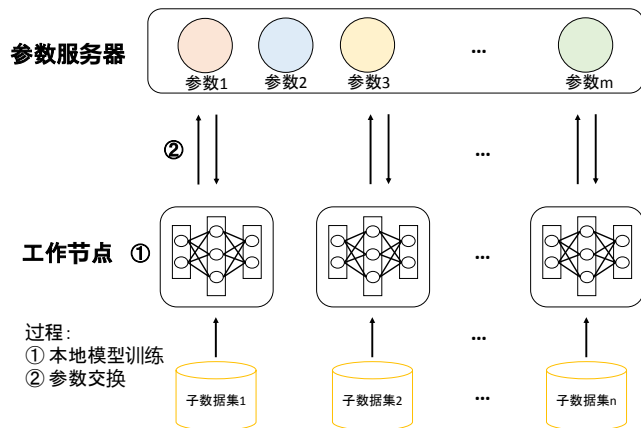 参数服务器
参数1 参数2 参数3 ... 参数m
② ...
工作节点 ① ...
过程：
① 本地模型训练
② 参数交换
...
子数据集1 子数据集2 ... 子数据集n